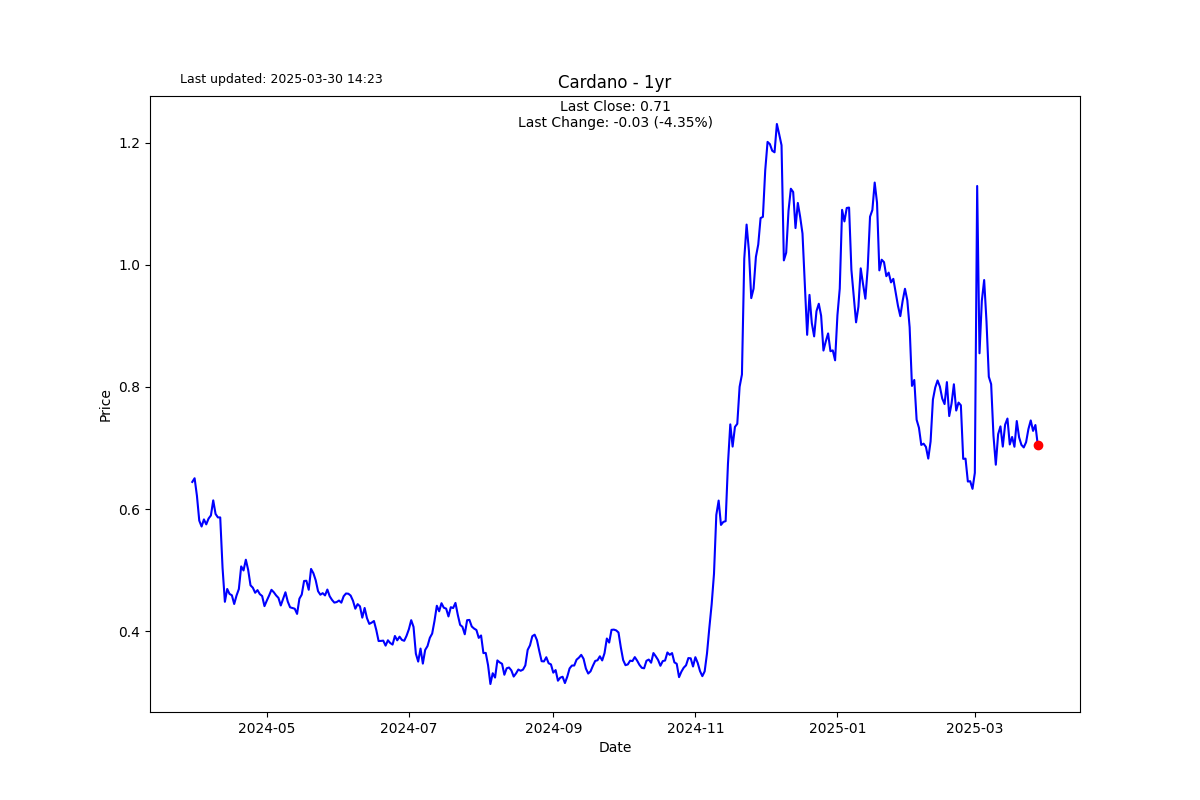 Last updated: 2025-03-30 14:23
Cardano - 1yr
Last Close: 0.71
Last Change: -0.03 (-4.35%)
1.2
1.0
0.8
0.6
0.4
Price
2024-05
2024-07
2024-09
2024-11
2025-01
2025-03
Date